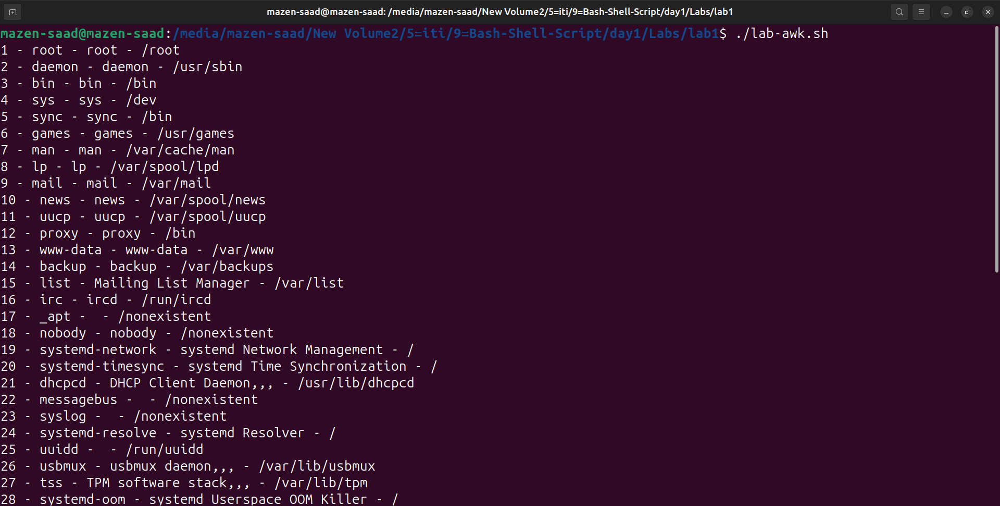 mazen-saad@mazen-saad: /media/mazen-saad/New Volume2/5=iti/9=Bash-Shell-Script/day1/Labs/lab1
mazen-saad@mazen-saad:/media/mazen-saad/New Volume2/5=iti/9=Bash-Shell-Script/day1/Labs/lab1$ ./lab-awk.sh
1 - root - root - /root
2 - daemon - daemon - /usr/sbin
3 - bin - bin - /bin
4 - sys - sys - /dev
5 - sync - sync - /bin
6 - games - games - /usr/games
7 - man - man - /var/cache/man
8 - lp - lp - /var/spool/lpd
9 - mail - mail - /var/mail
10 - news - news - /var/spool/news
11 - uucp - uucp - /var/spool/uucp
12 - proxy - proxy - /bin
13 - www-data - www-data - /var/www
14 - backup - backup - /var/backups
15 - list - Mailing List Manager - /var/list
16 - irc - ircd - /run/ircd
17 - _apt -  - /nonexistent
18 - nobody - nobody - /nonexistent
19 - systemd-network - systemd Network Management - /
20 - systemd-timesync - systemd Time Synchronization - /
21 - dhcpcd - DHCP Client Daemon,,, - /usr/lib/dhcpcd
22 - messagebus -  - /nonexistent
23 - syslog -  - /nonexistent
24 - systemd-resolve - systemd Resolver - /
25 - uuidd -  - /run/uuidd
26 - usbmux - usbmux daemon,,, - /var/lib/usbmux
27 - tss - TPM software stack,,, - /var/lib/tpm
28 - systemd-oom - systemd Userspace OOM Killer - /